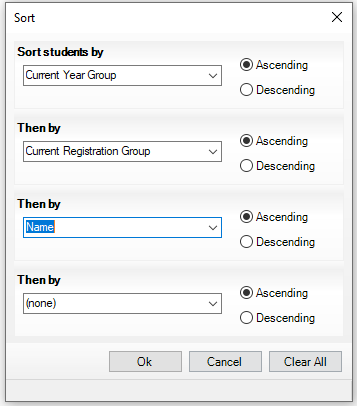 Sort
Sort students by
Current Year Group
Ascending
Descending
Then by
Current Registration Group
Ascending
Descending
Then by
Name
Ascending
Descending
Then by
(none)
Ascending
Descending
Ok Cancel Clear All